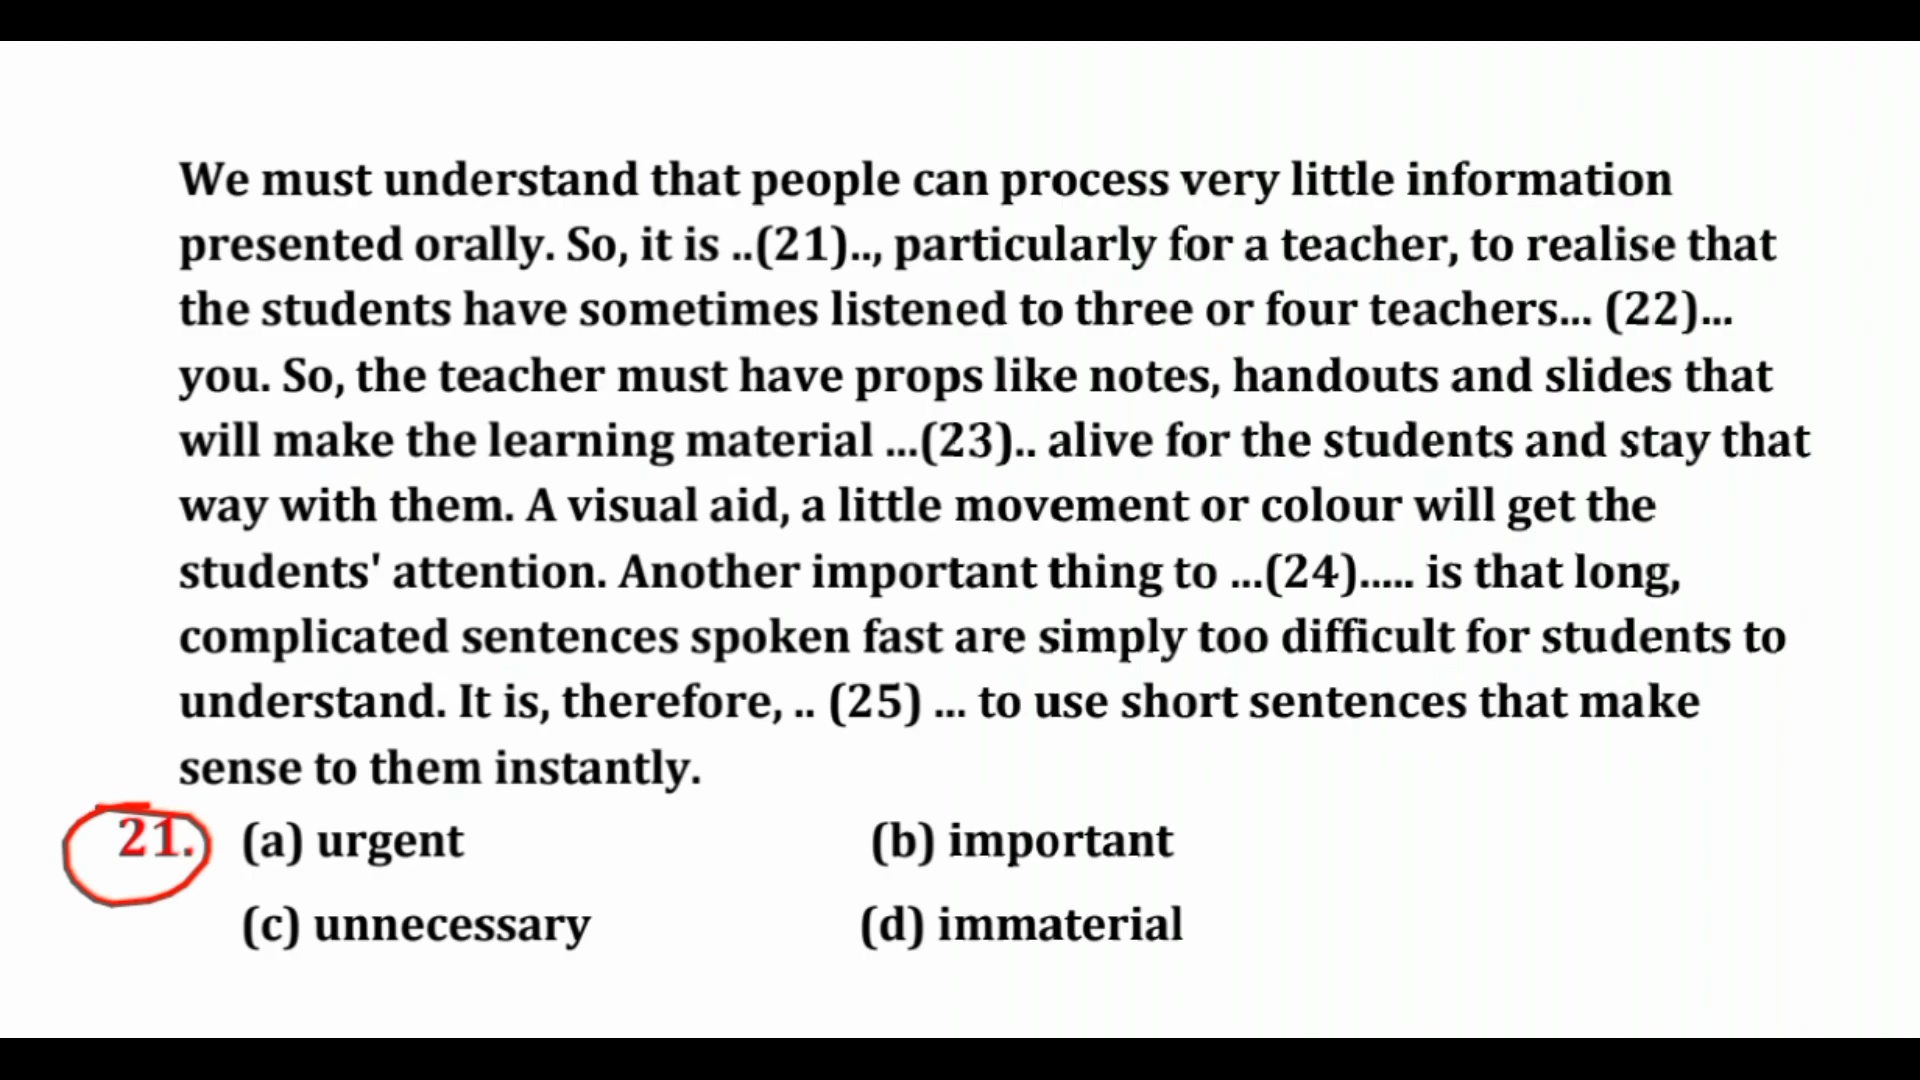 We must understand that people can process very little information
presented orally. So, it is ..(21).., particularly for a teacher, to realise that
the students have sometimes listened to three or four teachers... (22)...
you. So, the teacher must have props like notes, handouts and slides that
will make the learning material ...(23).. alive for the students and stay that
way with them. A visual aid, a little movement or colour will get the
students' attention. Another important thing to ...(24)..... is that long,
complicated sentences spoken fast are simply too difficult for students to
understand. It is, therefore, .. (25) ... to use short sentences that make
sense to them instantly.
21. (a) urgent (b) important
(c) unnecessary (d) immaterial